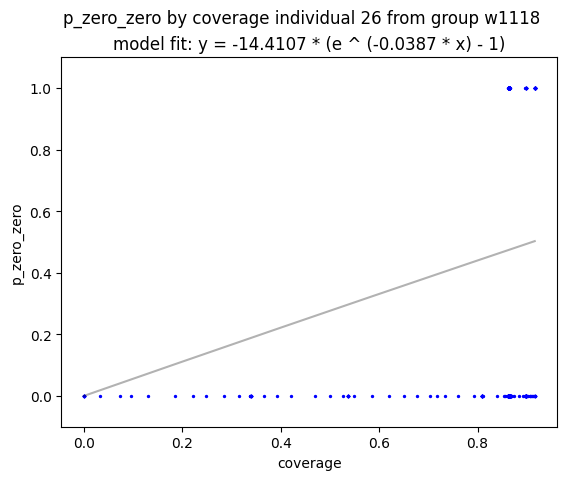 p_zero_zero by coverage individual 26 from group w1118
model fit: y = -14.4107 * (e ^ (-0.0387 * x) - 1)
1.0
0.8
0.6
0.4
0.2
0.0
p_zero_zero
0.0 0.2 0.4 0.6 0.8
coverage